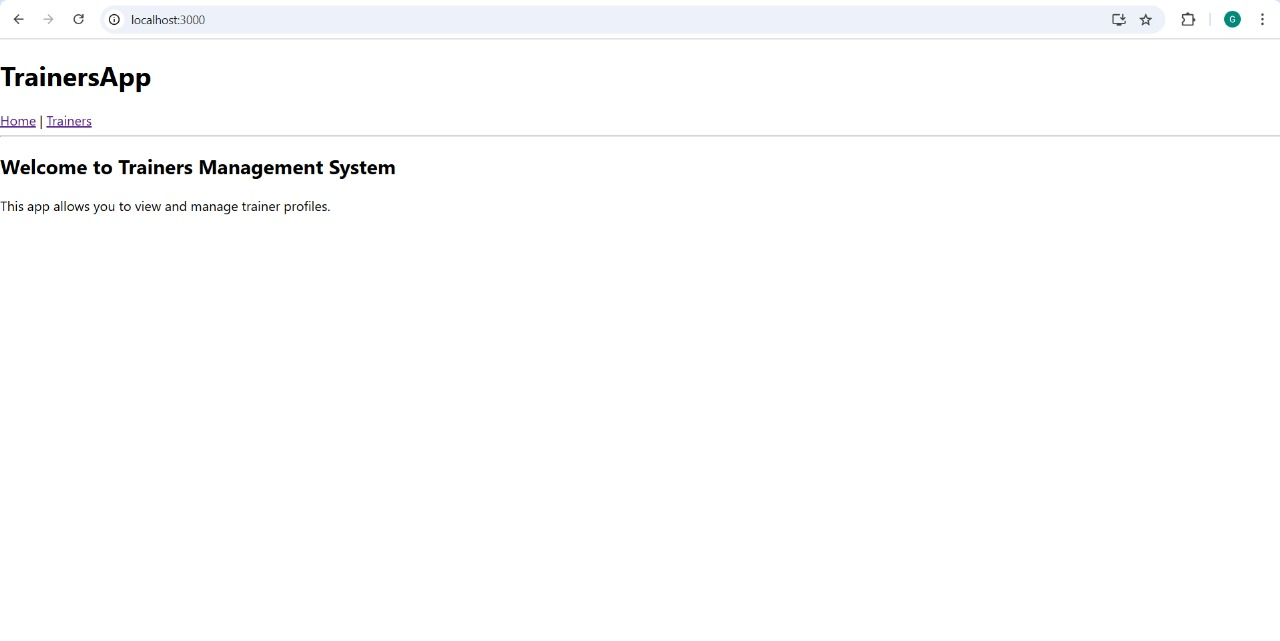 localhost:3000
G
TrainersApp
Home | Trainers
Welcome to Trainers Management System
This app allows you to view and manage trainer profiles.